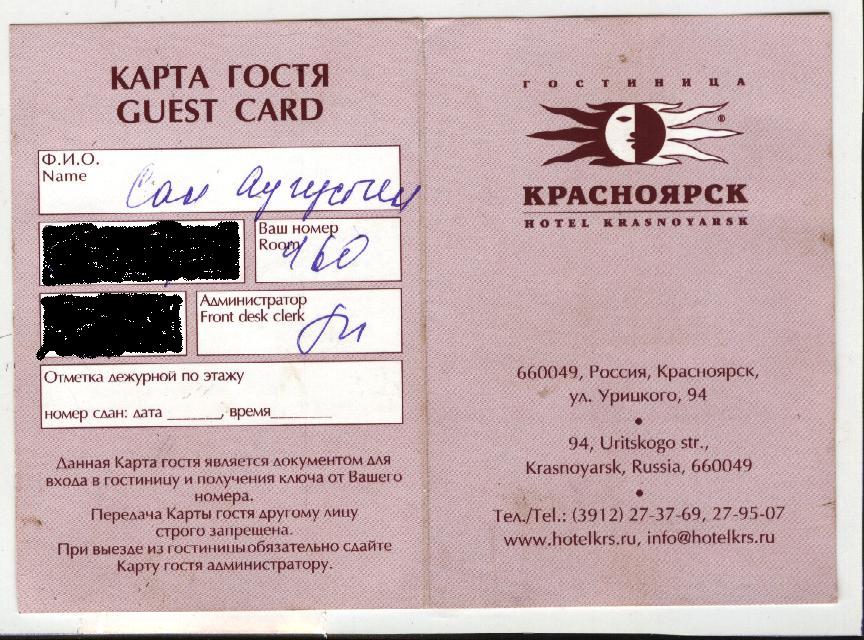 КАРТА ГОСТЯ
GUEST CARD
Ф.И.О.
Name
Сан Аугустин
Ваш номер
Room
460
Администратор
Front desk clerk
Отметка дежурной по этажу
номер сдан: дата _______, время________
Данная Карта гостя является документом для
входа в гостиницу и получения ключа от Вашего
номера.
Передача Карты гостя другому лицу
строго запрещена.
При выезде из гостиницы обязательно сдайте
Карту гостя администратору.
ГОСТИНИЦА
®
КРАСНОЯРСК
HOTEL KRASNOYARSK
660049, Россия, Красноярск,
ул. Урицкого, 94
94, Uritskogo str.,
Krasnoyarsk, Russia, 660049
Тел./Tel.: (3912) 27-37-69, 27-95-07
www.hotelkrs.ru, info@hotelkrs.ru